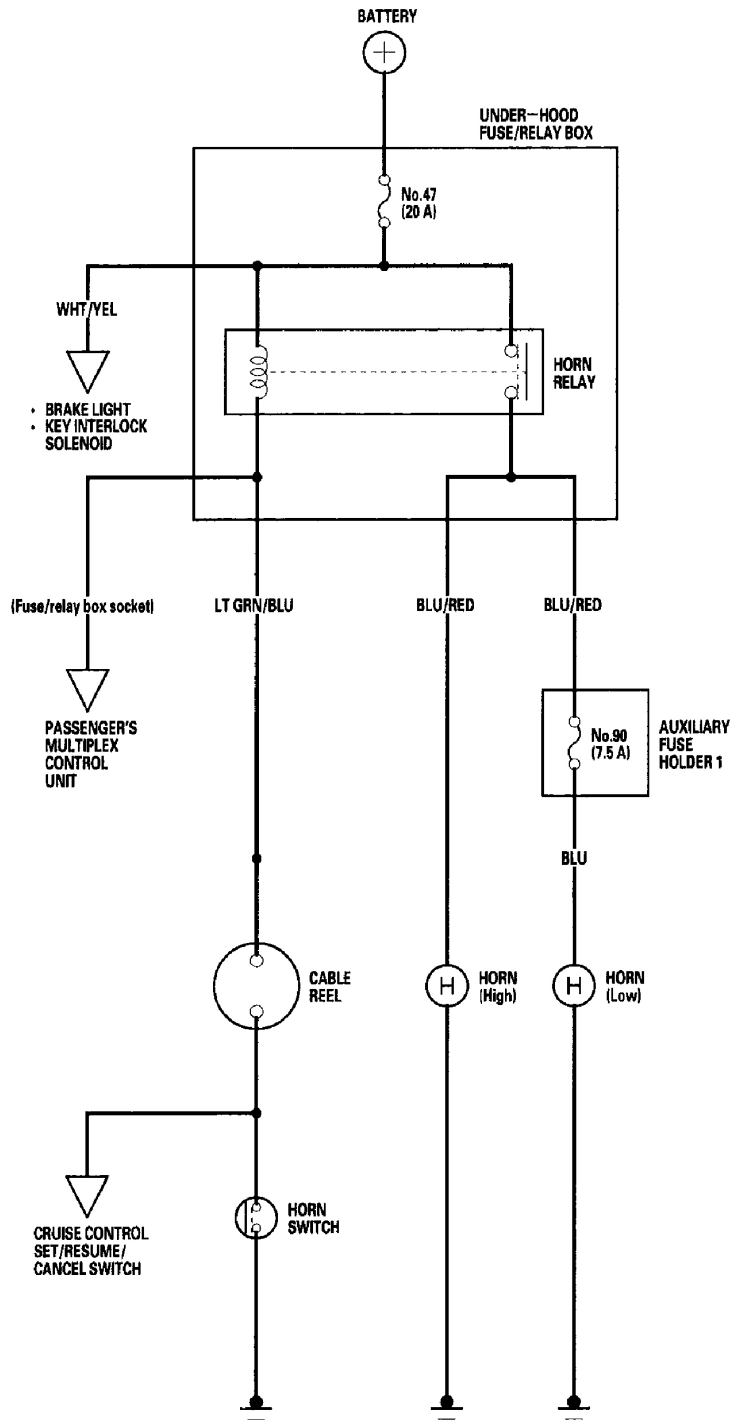 BATTERY
UNDER-HOOD
FUSE/RELAY BOX
No.47
(20 A)
WHT/YEL
HORN
RELAY
• BRAKE LIGHT
• KEY INTERLOCK
SOLENOID
(Fuse/relay box socket)
LT GRN/BLU
BLU/RED
BLU/RED
PASSENGER'S
MULTIPLEX
CONTROL
UNIT
No.90
(7.5 A)
AUXILIARY
FUSE
HOLDER 1
BLU
CABLE
REEL
H
HORN
(High)
H
HORN
(Low)
HORN
SWITCH
CRUISE CONTROL
SET/RESUME/
CANCEL SWITCH